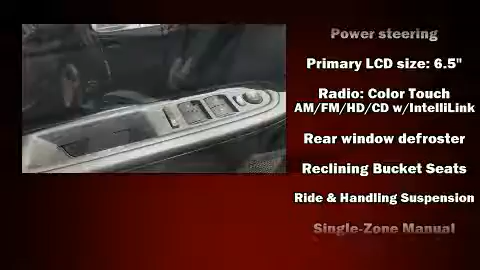 Power steering
Primary LCD size: 6.5"
Radio: Color Touch
AM/FM/HD/CD w/IntelliLink
Rear window defroster
Reclining Bucket Seats
Ride & Handling Suspension
Single-Zone Manual